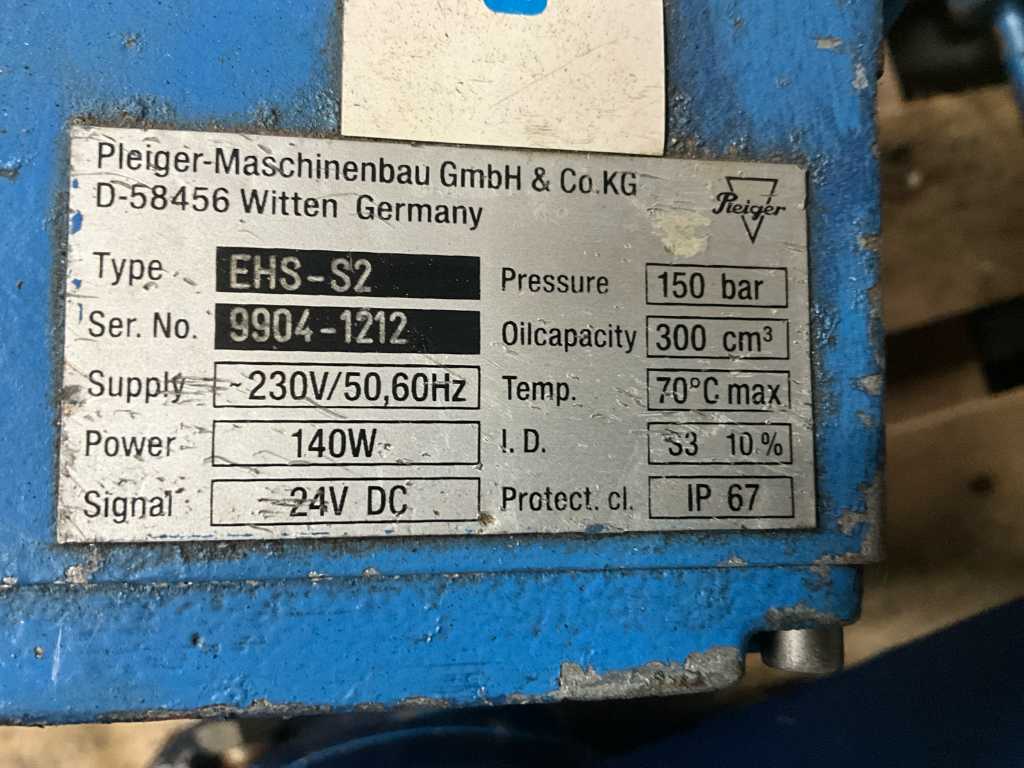 Pleiger-Maschinenbau GmbH & Co.KG
D-58456 Witten Germany
Pleiger
Type EHS-S2
Ser. No. 9904-1212
Supply ~230V/50,60Hz
Power 140W
Signal 24V DC
Pressure 150 bar
Oilcapacity 300 cm³
Temp. 70°C max
I. D. S3 10 %
Protect. cl. IP 67